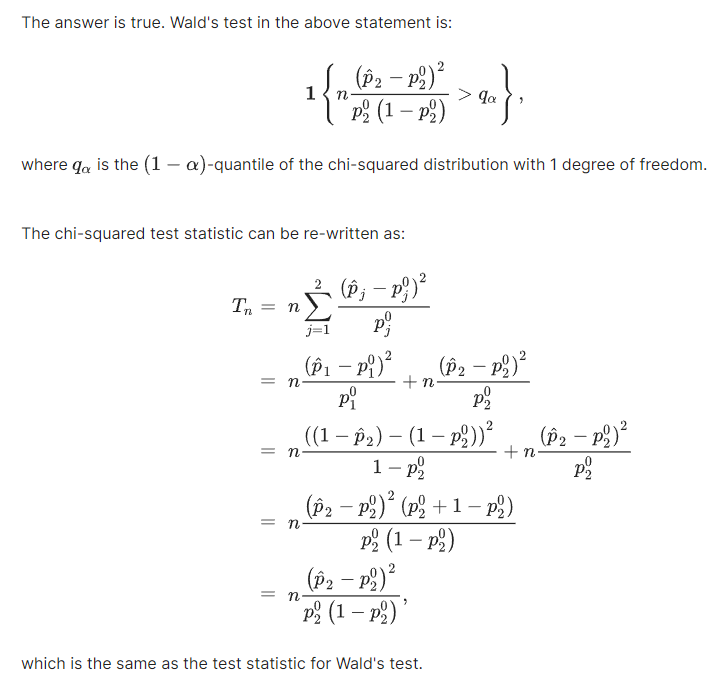 The answer is true. Wald's test in the above statement is:
$$\mathbf{1}\left\{ n\frac{\left(\hat{p}_2 - p_2^0\right)^2}{p_2^0\left(1 - p_2^0\right)} > q_\alpha \right\},$$
where $q_\alpha$ is the $(1-\alpha)$-quantile of the chi-squared distribution with 1 degree of freedom.
The chi-squared test statistic can be re-written as:
$$T_n = n\sum_{j=1}^{2}\frac{\left(\hat{p}_j - p_j^0\right)^2}{p_j^0}$$
$$= n\frac{\left(\hat{p}_1 - p_1^0\right)^2}{p_1^0} + n\frac{\left(\hat{p}_2 - p_2^0\right)^2}{p_2^0}$$
$$= n\frac{\left((1-\hat{p}_2) - (1-p_2^0)\right)^2}{1 - p_2^0} + n\frac{\left(\hat{p}_2 - p_2^0\right)^2}{p_2^0}$$
$$= n\frac{\left(\hat{p}_2 - p_2^0\right)^2\left(p_2^0 + 1 - p_2^0\right)}{p_2^0\left(1 - p_2^0\right)}$$
$$= n\frac{\left(\hat{p}_2 - p_2^0\right)^2}{p_2^0\left(1 - p_2^0\right)},$$
which is the same as the test statistic for Wald's test.